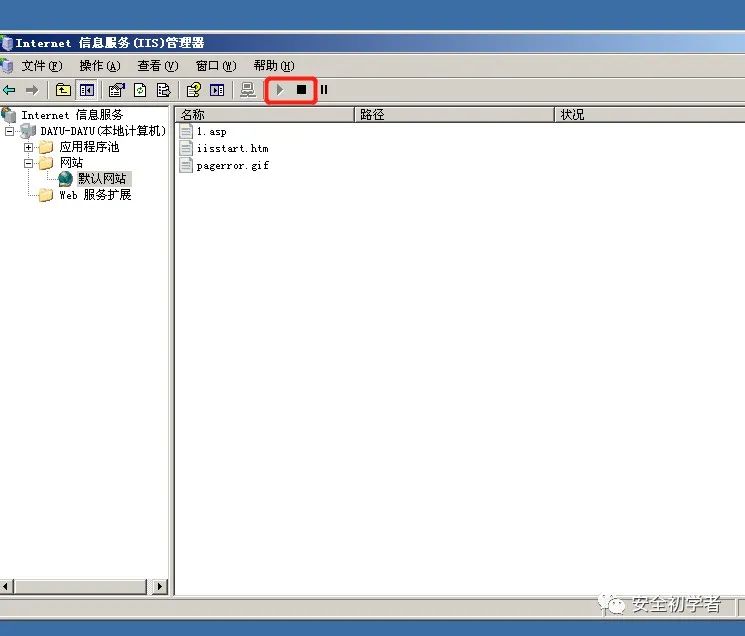 Internet 信息服务(IIS)管理器
文件(F) 操作(A) 查看(V) 窗口(W) 帮助(H)
Internet 信息服务
DAYU-DAYU(本地计算机)
应用程序池
网站
默认网站
Web 服务扩展
名称 路径 状况
1.asp
iisstart.htm
pagerror.gif
安全初学者